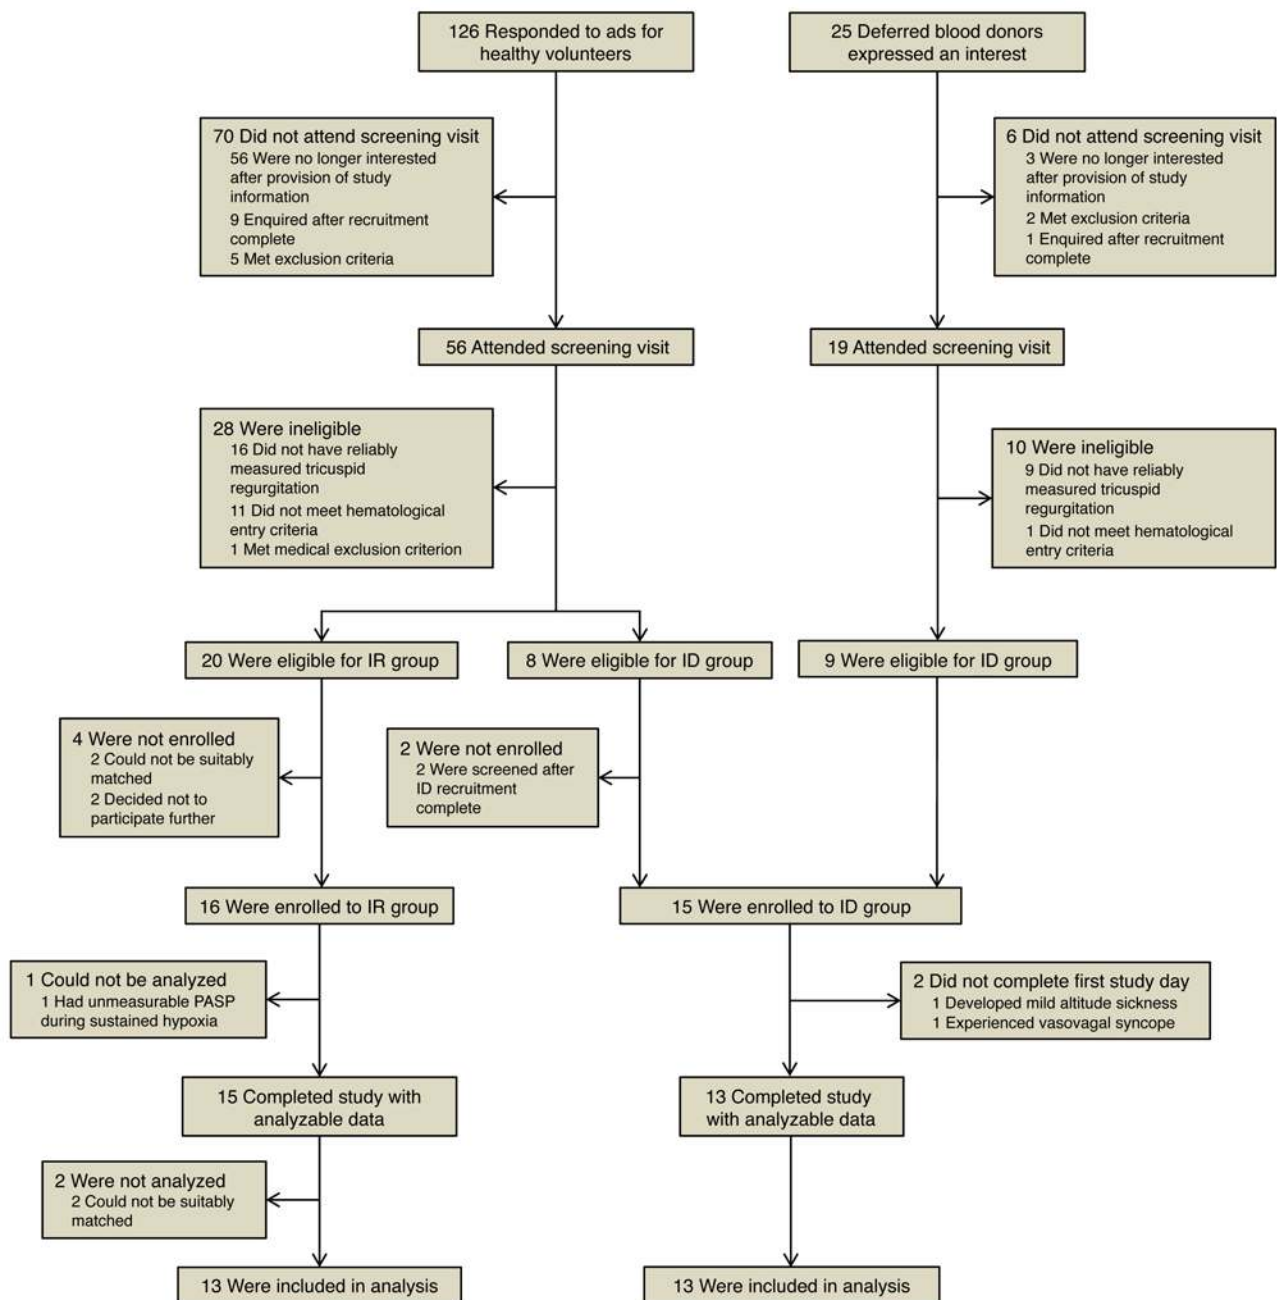 126 Responded to ads for
healthy volunteers
25 Deferred blood donors
expressed an interest
70 Did not attend screening visit
56 Were no longer interested
after provision of study
information
9 Enquired after recruitment
complete
5 Met exclusion criteria
6 Did not attend screening visit
3 Were no longer interested
after provision of study
information
2 Met exclusion criteria
1 Enquired after recruitment
complete
56 Attended screening visit
19 Attended screening visit
28 Were ineligible
16 Did not have reliably
measured tricuspid
regurgitation
11 Did not meet hematological
entry criteria
1 Met medical exclusion criterion
10 Were ineligible
9 Did not have reliably
measured tricuspid
regurgitation
1 Did not meet hematological
entry criteria
20 Were eligible for IR group
8 Were eligible for ID group
9 Were eligible for ID group
4 Were not enrolled
2 Could not be suitably
matched
2 Decided not to
participate further
2 Were not enrolled
2 Were screened after
ID recruitment
complete
16 Were enrolled to IR group
15 Were enrolled to ID group
1 Could not be analyzed
1 Had unmeasurable PASP
during sustained hypoxia
2 Did not complete first study day
1 Developed mild altitude sickness
1 Experienced vasovagal syncope
15 Completed study with
analyzable data
13 Completed study
with analyzable data
2 Were not analyzed
2 Could not be suitably
matched
13 Were included in analysis
13 Were included in analysis